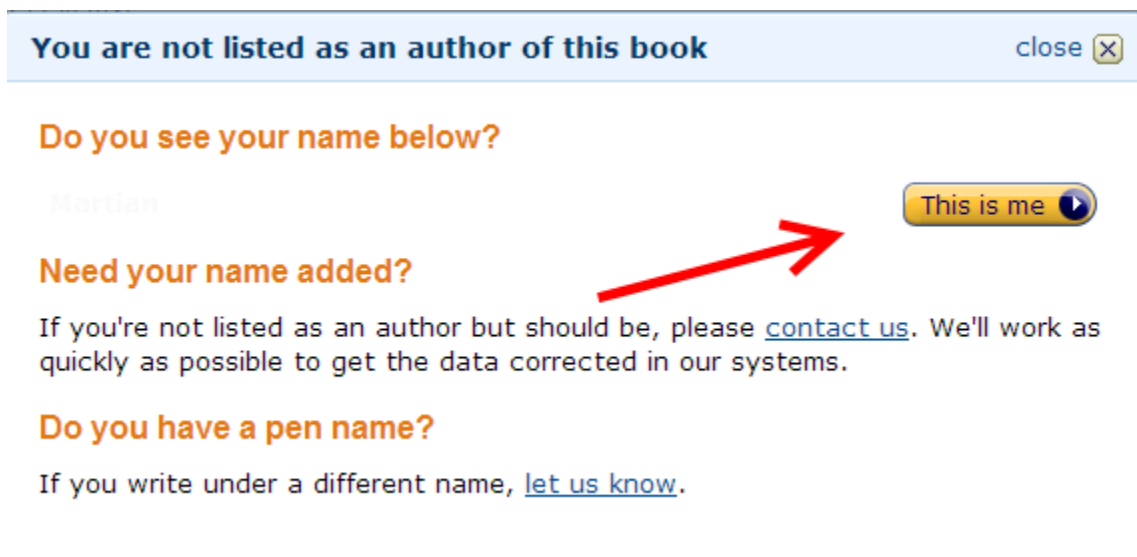 You are not listed as an author of this book close
Do you see your name below?
Martian
This is me
Need your name added?
If you're not listed as an author but should be, please contact us. We'll work as
quickly as possible to get the data corrected in our systems.
Do you have a pen name?
If you write under a different name, let us know.